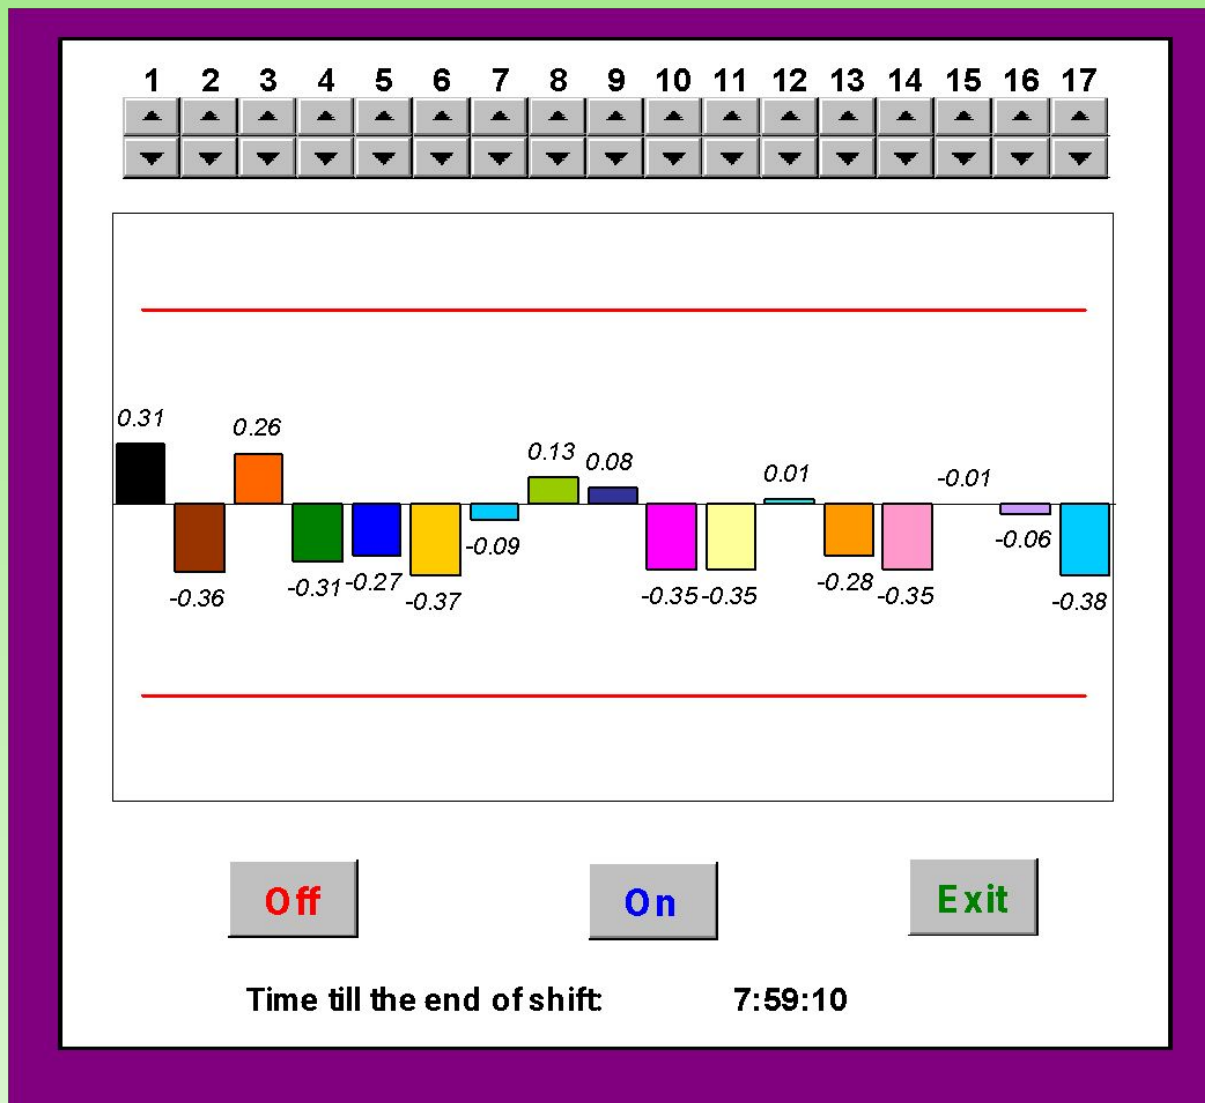 1 2 3 4 5 6 7 8 9 10 11 12 13 14 15 16 17
0.31 -0.36 0.26 -0.31 -0.27 -0.37 -0.09 0.13 0.08 -0.35 -0.35 0.01 -0.28 -0.35 -0.01 -0.06 -0.38
Off On Exit
Time till the end of shift: 7:59:10